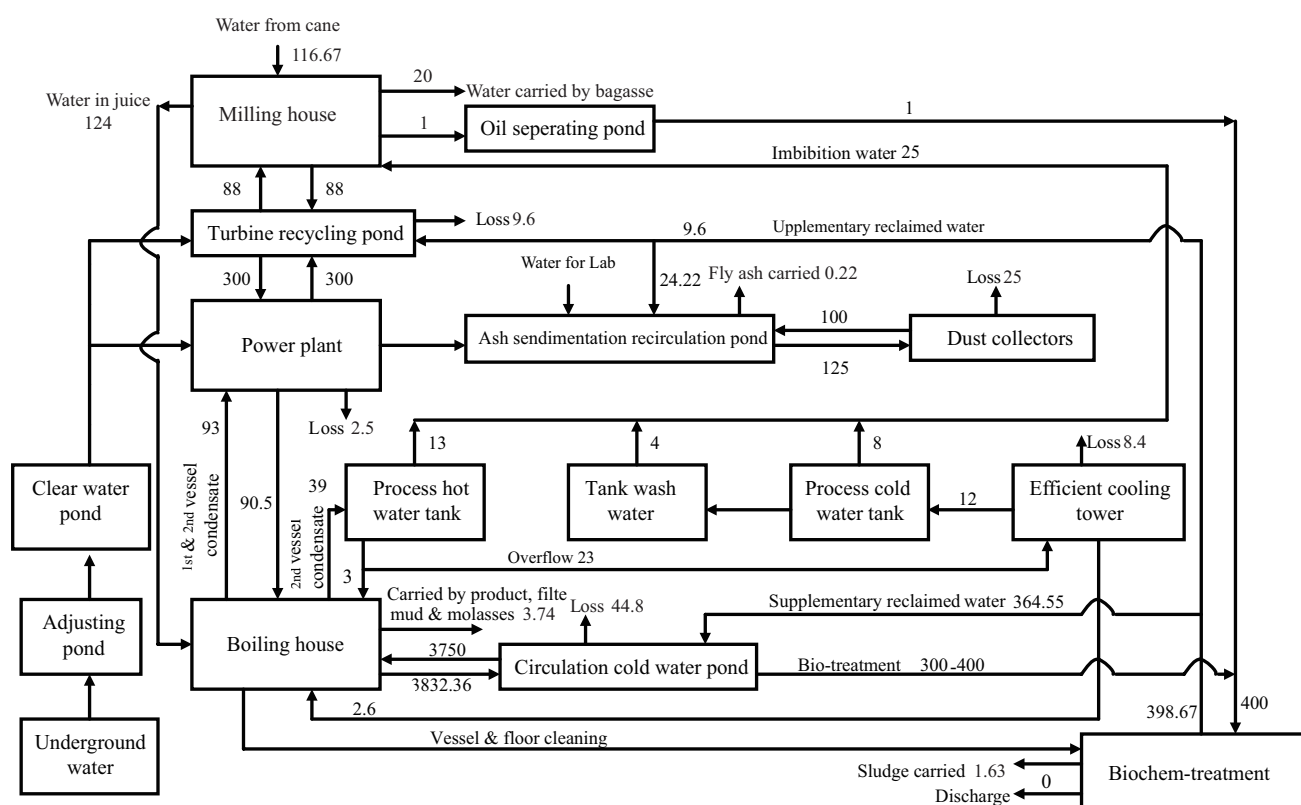 Water from cane
116.67
20
Water in juice
124
Water carried by bagasse
Milling house
1
Oil seperating pond
1
Imbibition water 25
88
88
Turbine recycling pond
Loss 9.6
9.6
Upplementary reclaimed water
Water for Lab
300
300
24.22
Fly ash carried 0.22
Loss 25
Power plant
Ash sendimentation recirculation pond
100
Dust collectors
125
93
Loss 2.5
13
4
8
Loss 8.4
1st & 2nd vessel
condensate
90.5
39
2nd vessel
condensate
Clear water
pond
Process hot
water tank
Tank wash
water
Process cold
water tank
12
Efficient cooling
tower
Overflow 23
3
Adjusting
pond
Boiling house
Carried by product, filte
mud & molasses 3.74
Loss 44.8
Supplementary reclaimed water 364.55
3750
Circulation cold water pond
Bio-treatment 300-400
3832.36
2.6
398.67
400
Underground
water
Vessel & floor cleaning
Sludge carried 1.63
Biochem-treatment
0
Discharge